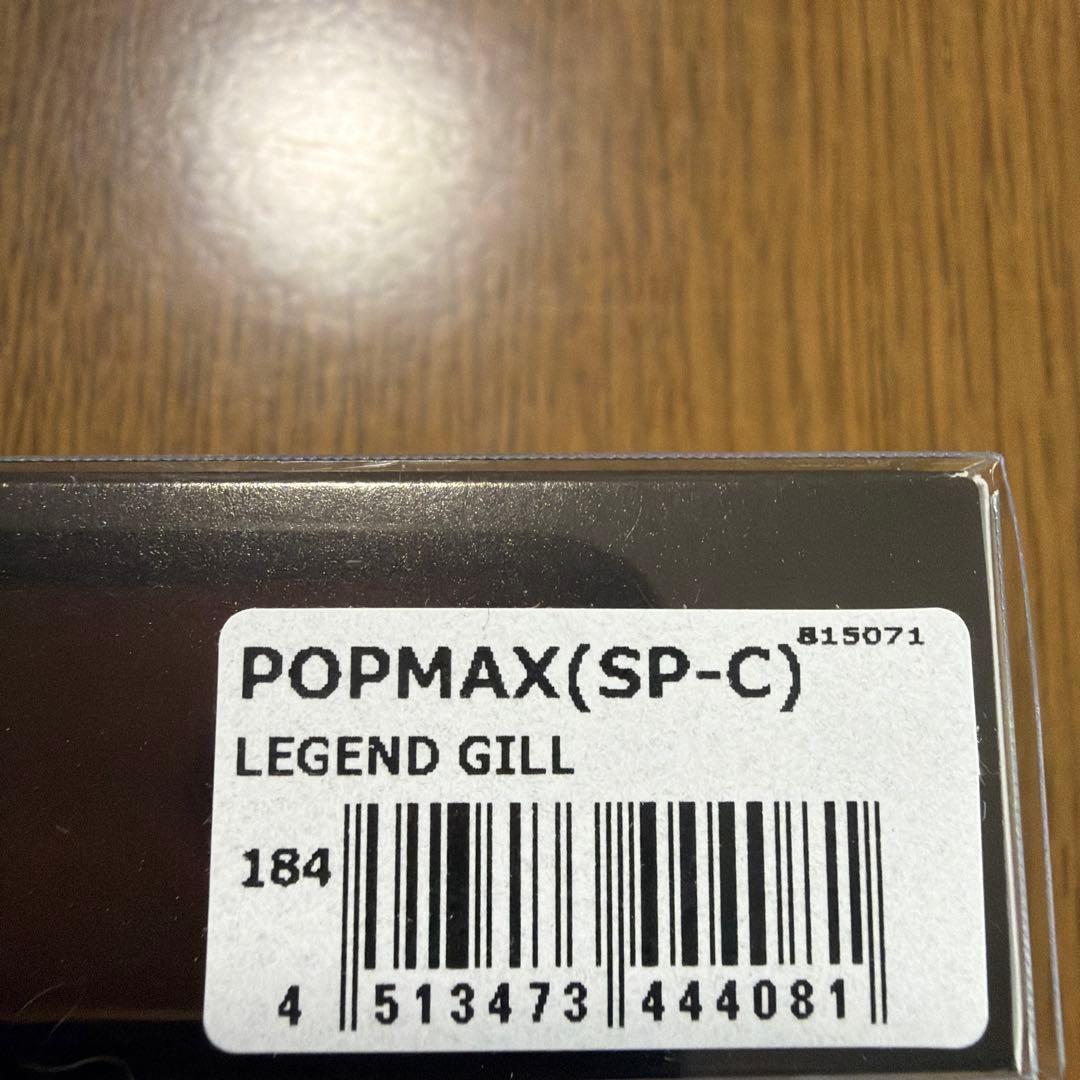 815071
POPMAX(SP-C)
LEGEND GILL
184
4 513473 444081